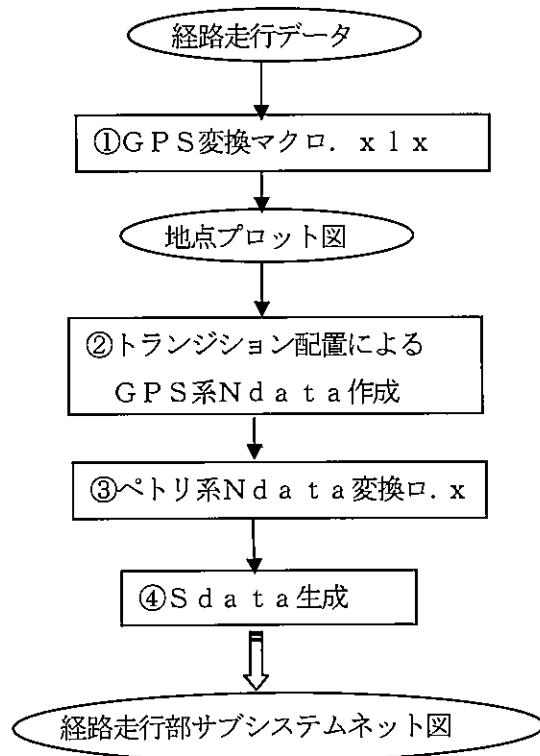 経路走行データ
①GPS変換マクロ.xlx
地点プロット図
②トランジション配置による
GPS系Ndata作成
③ペトリ系Ndata変換ロ.x
④Sdata生成
経路走行部サブシステムネット図